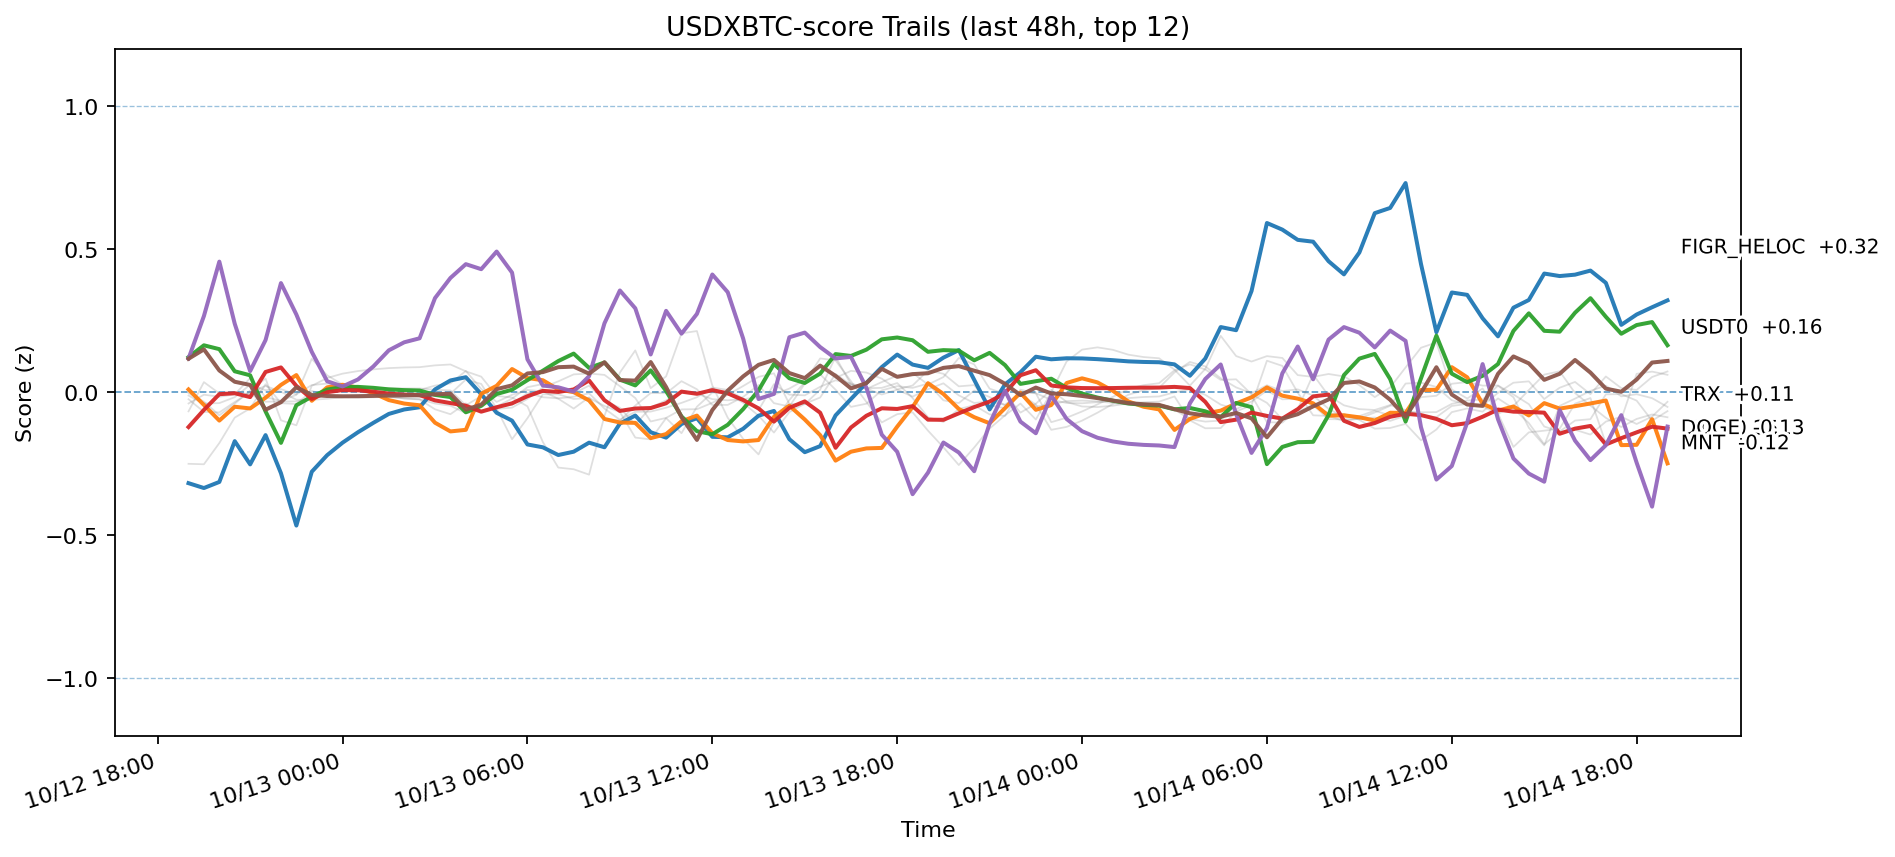 USDXBTC-score Trails (last 48h, top 12)
Score (z)
1.0
0.5
0.0
−0.5
−1.0
FIGR_HELOC +0.32
USDT0 +0.16
TRX +0.11
DOGE
MNT -0.12
10/12 18:00
10/13 00:00
10/13 06:00
10/13 12:00
10/13 18:00
10/14 00:00
10/14 06:00
10/14 12:00
10/14 18:00
Time